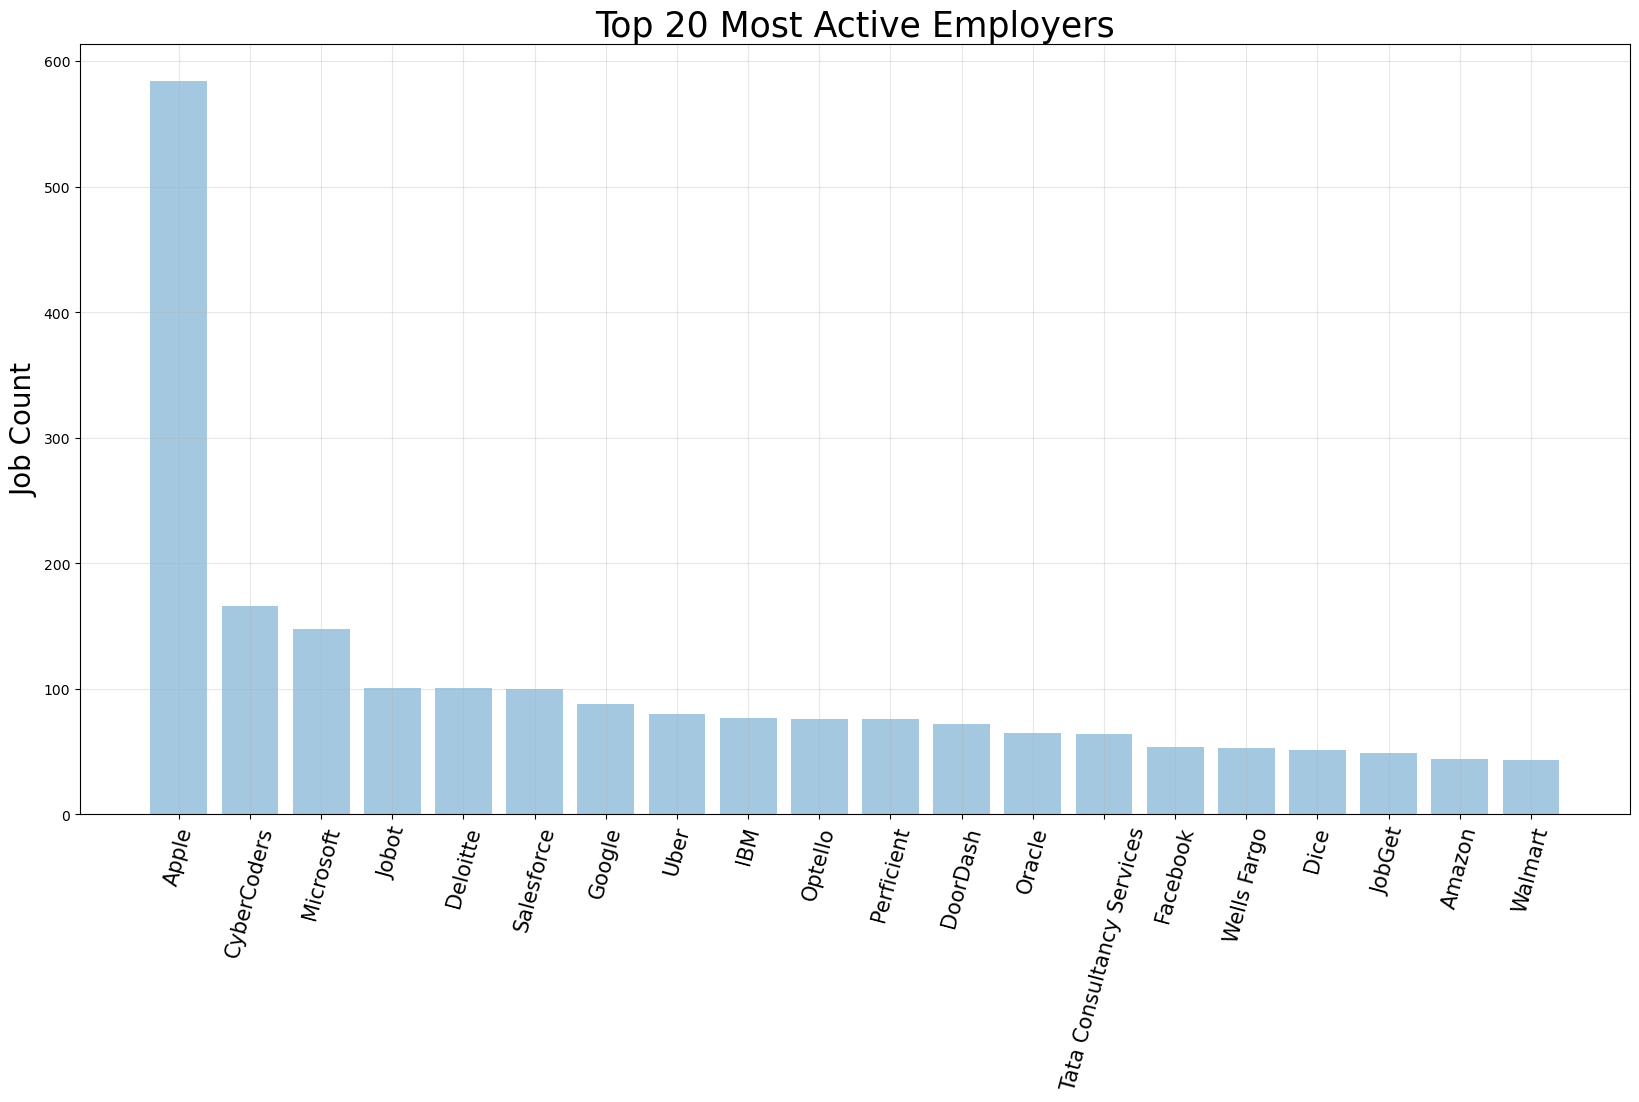 Top 20 Most Active Employers
600
500
400
300
200
100
0
Job Count
Apple
CyberCoders
Microsoft
Jobot
Deloitte
Salesforce
Google
Uber
IBM
Optello
Perficient
DoorDash
Oracle
Tata Consultancy Services
Facebook
Wells Fargo
Dice
JobGet
Amazon
Walmart